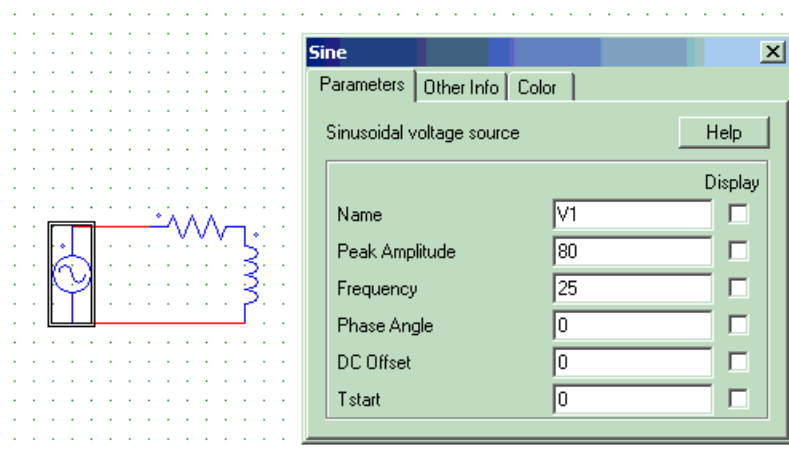 Sine
Parameters Other Info Color
Sinusoidal voltage source Help
Display
Name V1
Peak Amplitude 80
Frequency 25
Phase Angle 0
DC Offset 0
Tstart 0